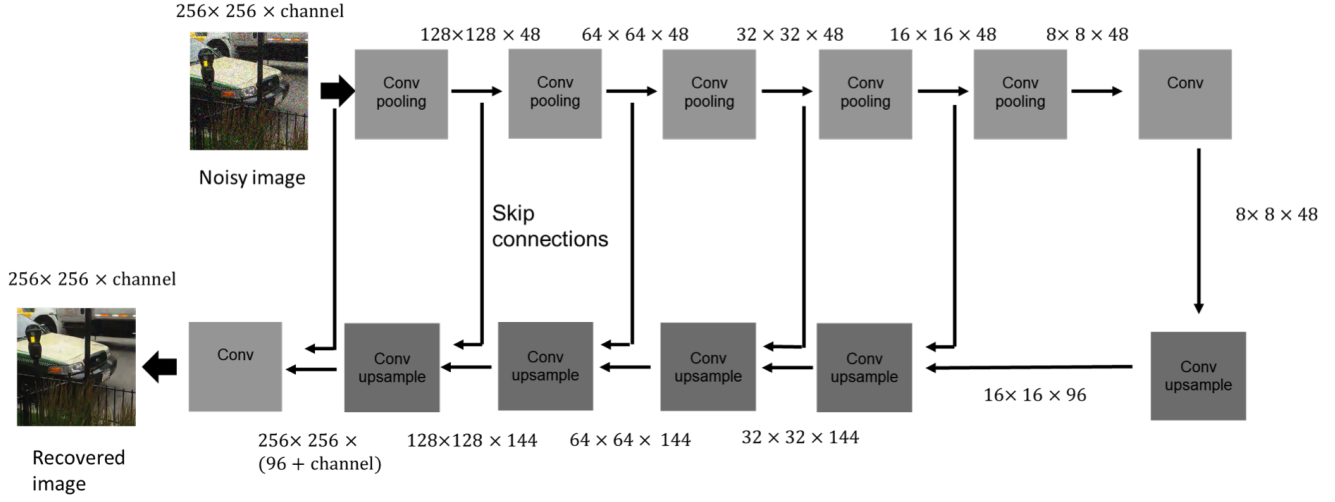 256× 256 × channel
128×128 × 48
64 × 64 × 48
32 × 32 × 48
16 × 16 × 48
8× 8 × 48
Conv
pooling
Conv
pooling
Conv
pooling
Conv
pooling
Conv
pooling
Conv
Noisy image
Skip
connections
8× 8 × 48
256× 256 × channel
Conv
Conv
upsample
Conv
upsample
Conv
upsample
Conv
upsample
Conv
upsample
16× 16 × 96
256× 256 ×
(96 + channel)
128×128 × 144
64 × 64 × 144
32 × 32 × 144
Recovered
image